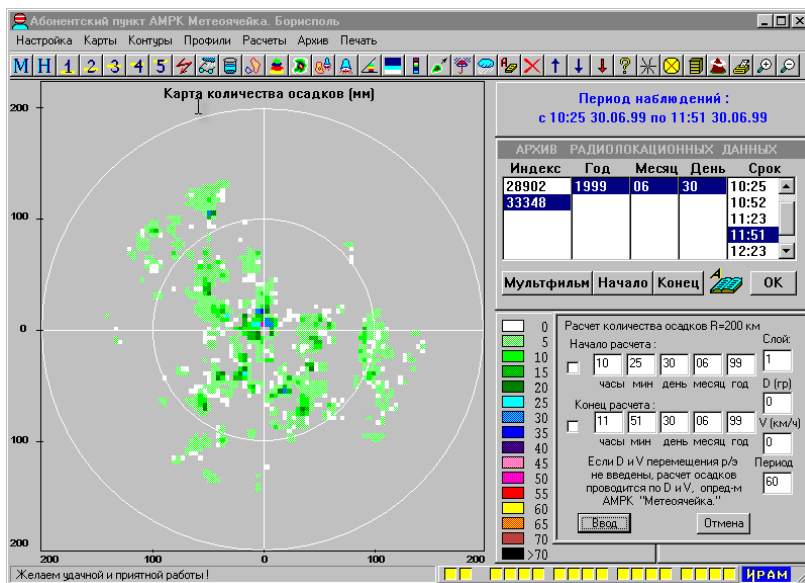 Абонентский пункт АМРК Метеоячейка. Борисполь
Настройка Карты Контуры Профили Расчеты Архив Печать
М Н 1 2 3 4 5
Карта количества осадков (мм)
200
100
0
100
200
200 100 0 100 200
Период наблюдений :
с 10:25 30.06.99 по 11:51 30.06.99
АРХИВ РАДИОЛОКАЦИОННЫХ ДАННЫХ
Индекс Год Месяц День Срок
28902 1999 06 30 10:25
33348 10:52
11:23
11:51
12:23
Мультфильм Начало Конец OK
0
5
10
15
20
25
30
35
40
45
50
55
60
65
70
>70
Расчет количества осадков R=200 км
Начало расчета :
10 25 30 06 99
часы мин день месяц год
Конец расчета :
11 51 30 06 99
часы мин день месяц год
Слой:
1
D (гр)
0
V (км/ч)
0
Период
60
Если D и V перемещения р/э
не введены, расчет осадков
проводится по D и V, опред-м
АМРК "Метеоячейка."
Ввод Отмена
Желаем удачной и приятной работы !
ИРАМ